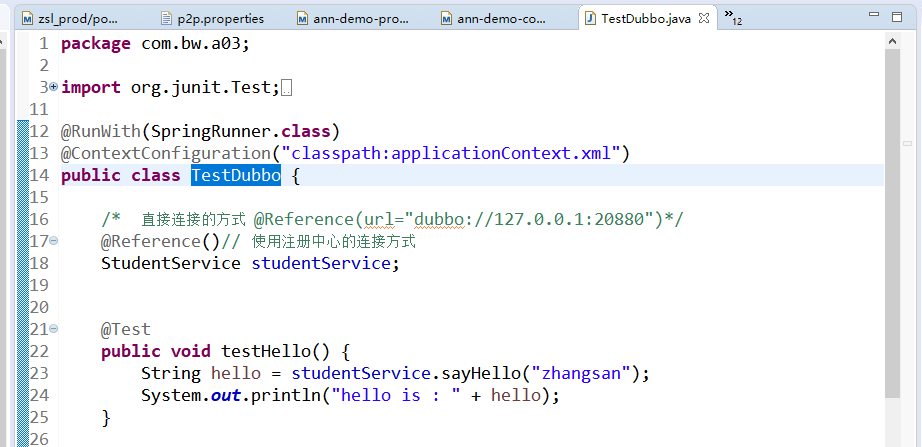 zsl_prod/po... p2p.properties ann-demo-pro... ann-demo-co... TestDubbo.java »12
1 package com.bw.a03;
2
3 import org.junit.Test;
11
12 @RunWith(SpringRunner.class)
13 @ContextConfiguration("classpath:applicationContext.xml")
14 public class TestDubbo {
15
16 /* 直接连接的方式 @Reference(url="dubbo://127.0.0.1:20880")*/
17 @Reference()// 使用注册中心的连接方式
18 StudentService studentService;
19
20
21 @Test
22 public void testHello() {
23 String hello = studentService.sayHello("zhangsan");
24 System.out.println("hello is : " + hello);
25 }
26